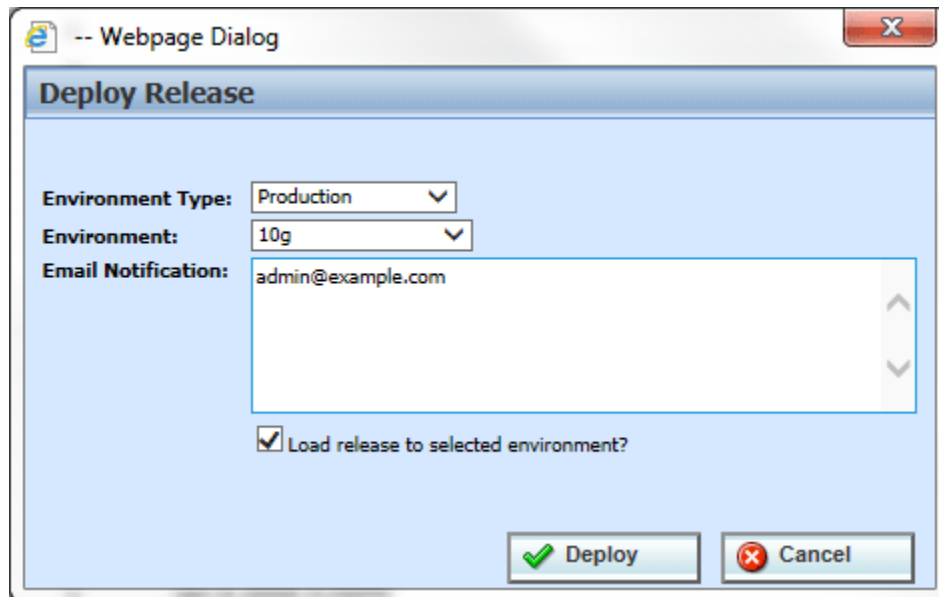 -- Webpage Dialog
Deploy Release
Environment Type: Production
Environment: 10g
Email Notification: admin@example.com
Load release to selected environment?
Deploy Cancel